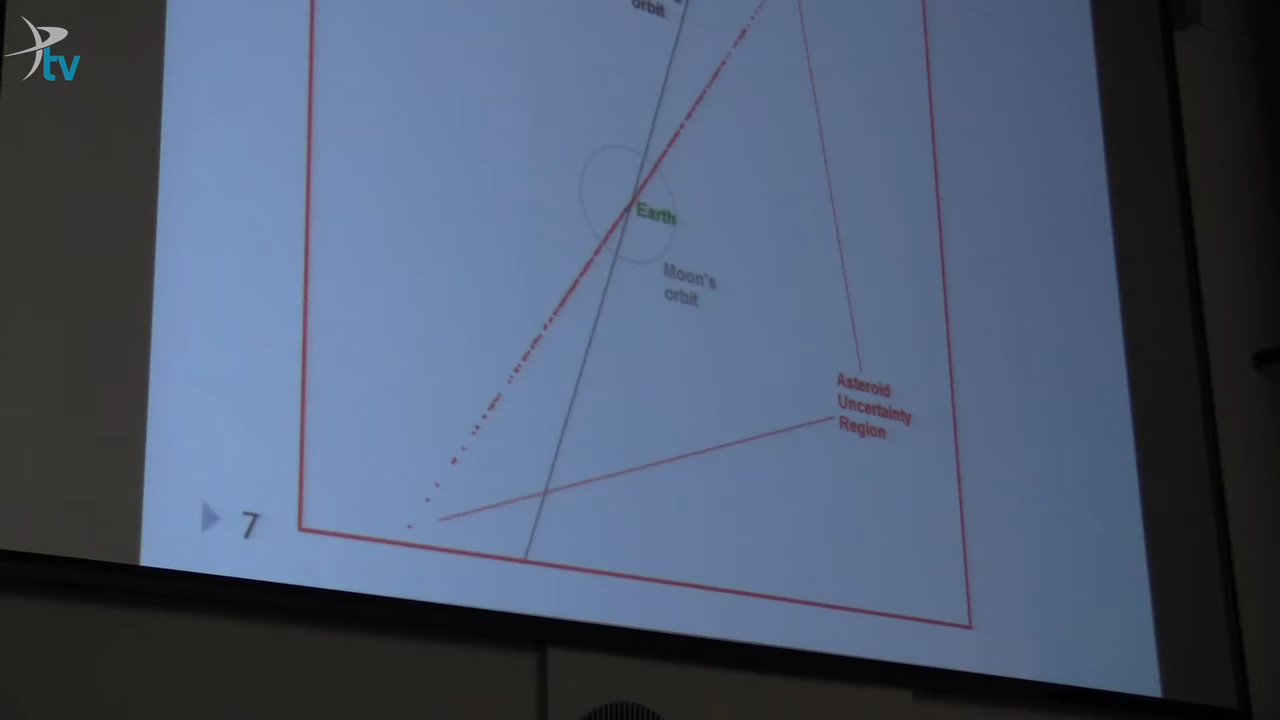 tv
orbit
Earth
Moon's
orbit
Asteroid
Uncertainty
Region
7